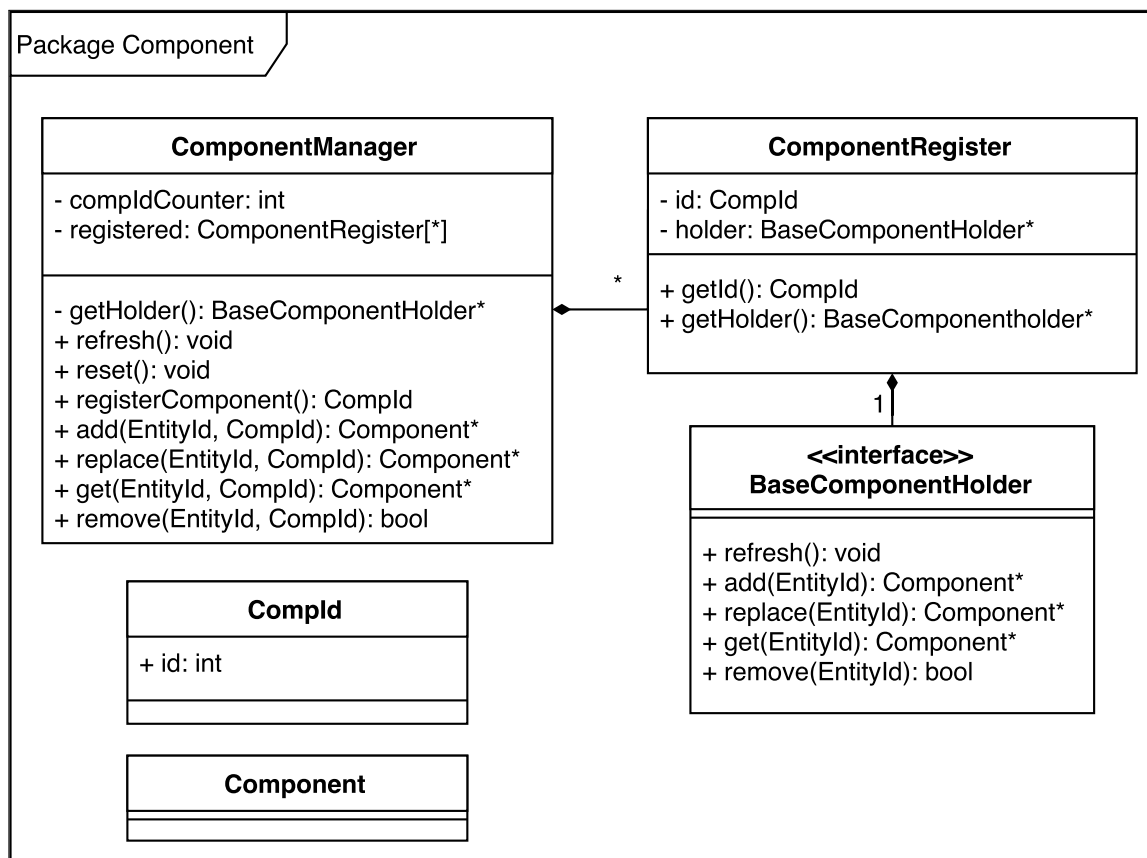 Package Component
ComponentManager
- compIdCounter: int
- registered: ComponentRegister[*]
- getHolder(): BaseComponentHolder*
+ refresh(): void
+ reset(): void
+ registerComponent(): CompId
+ add(EntityId, CompId): Component*
+ replace(EntityId, CompId): Component*
+ get(EntityId, CompId): Component*
+ remove(EntityId, CompId): bool
*
ComponentRegister
- id: CompId
- holder: BaseComponentHolder*
+ getId(): CompId
+ getHolder(): BaseComponentholder*
1
<<interface>>
BaseComponentHolder
+ refresh(): void
+ add(EntityId): Component*
+ replace(EntityId): Component*
+ get(EntityId): Component*
+ remove(EntityId): bool
CompId
+ id: int
Component